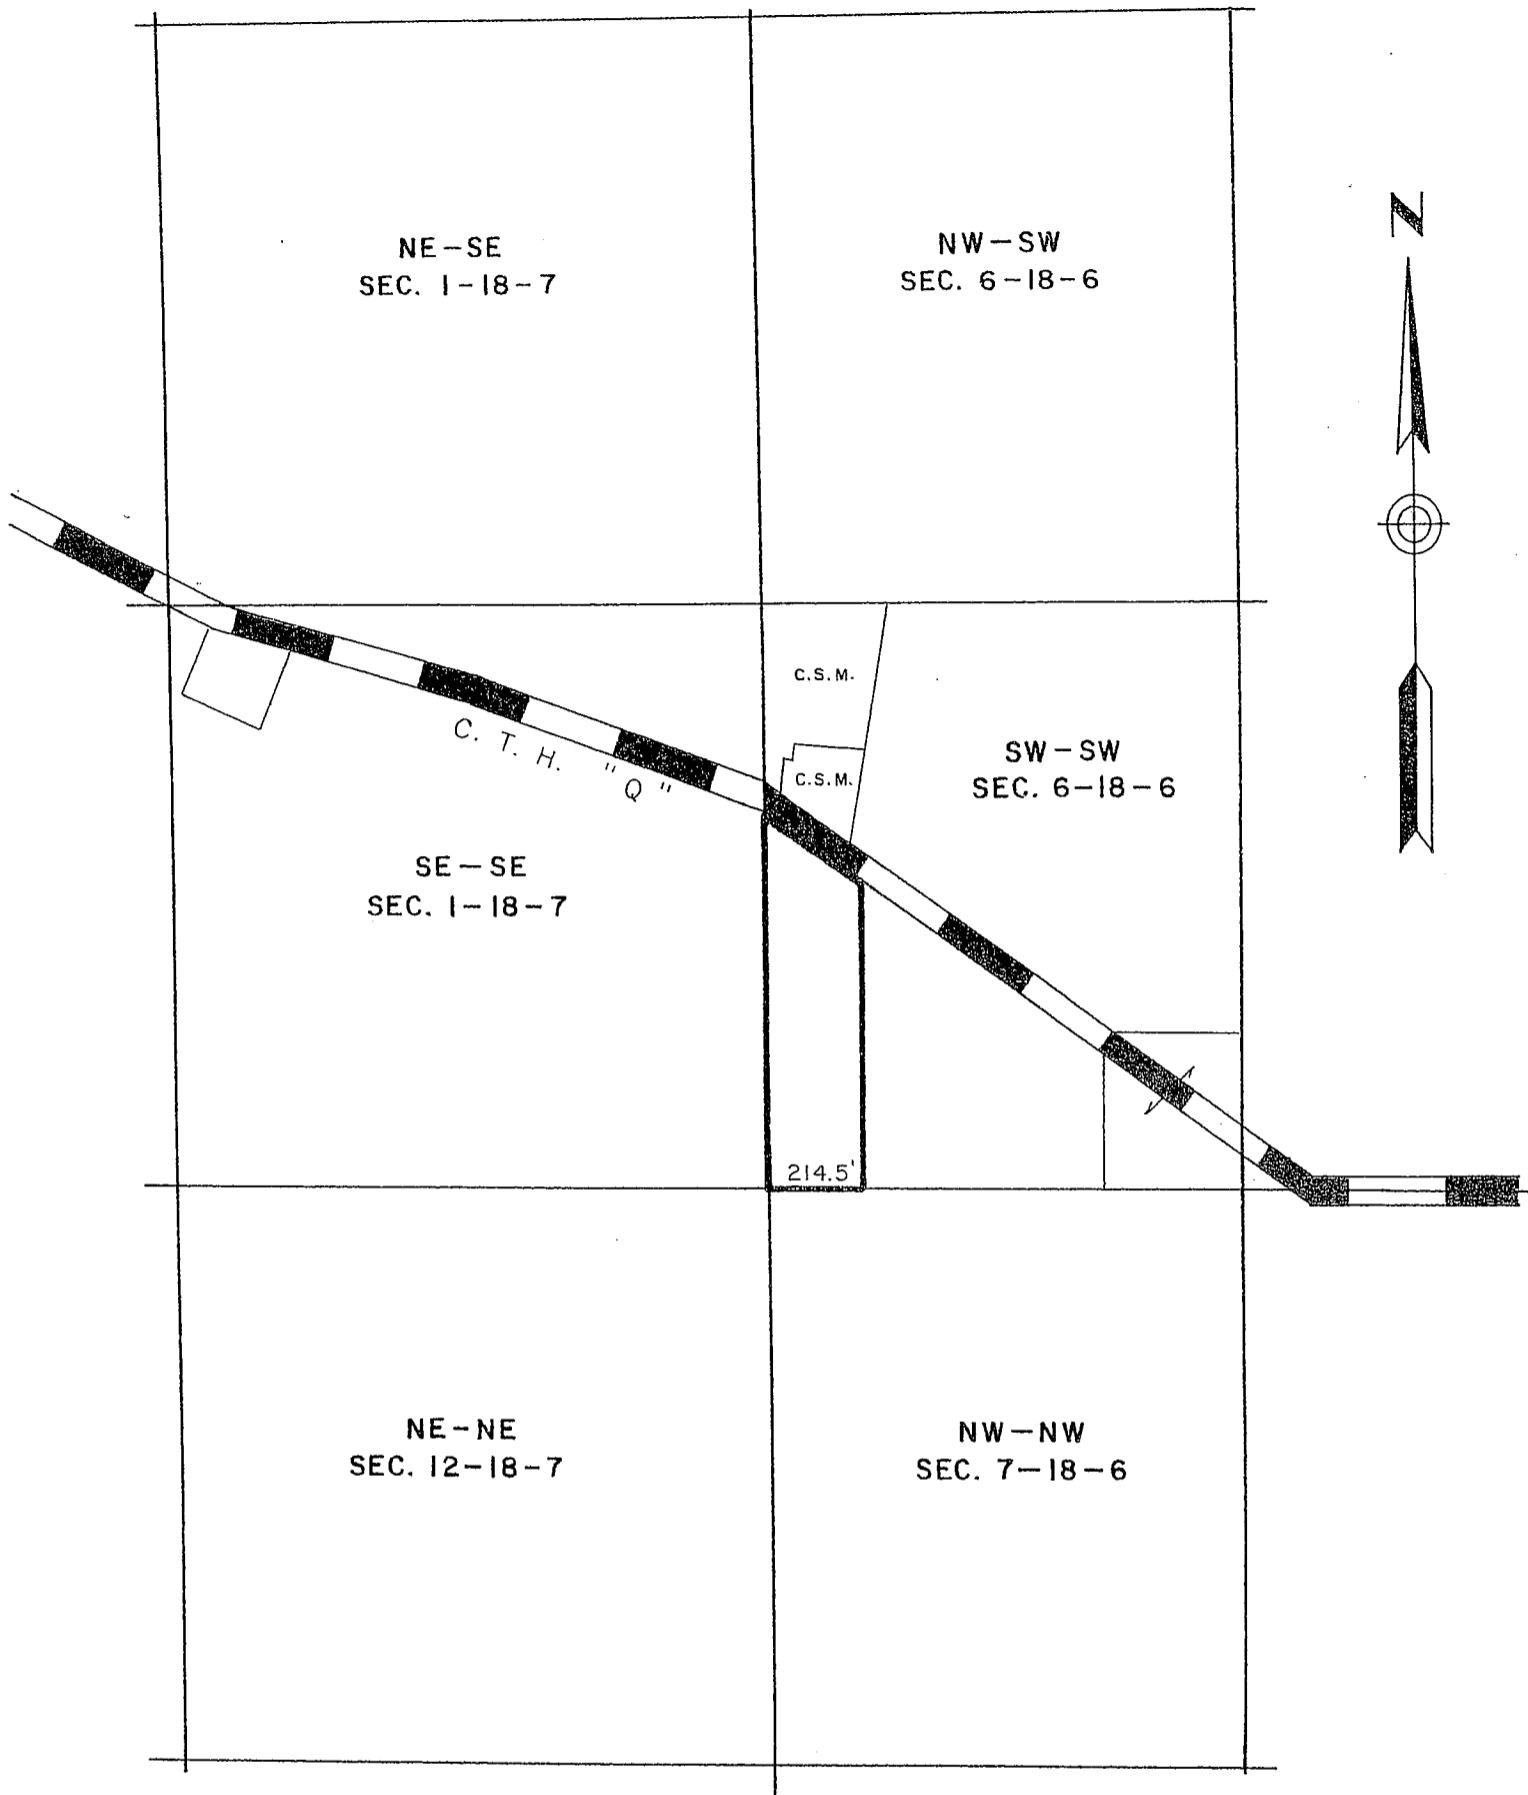 NE-SE
SEC. 1-18-7
NW-SW
SEC. 6-18-6
N
C.S.M.
C.S.M.
C. T. H. "Q"
SW-SW
SEC. 6-18-6
SE-SE
SEC. 1-18-7
214.5'
NE-NE
SEC. 12-18-7
NW-NW
SEC. 7-18-6